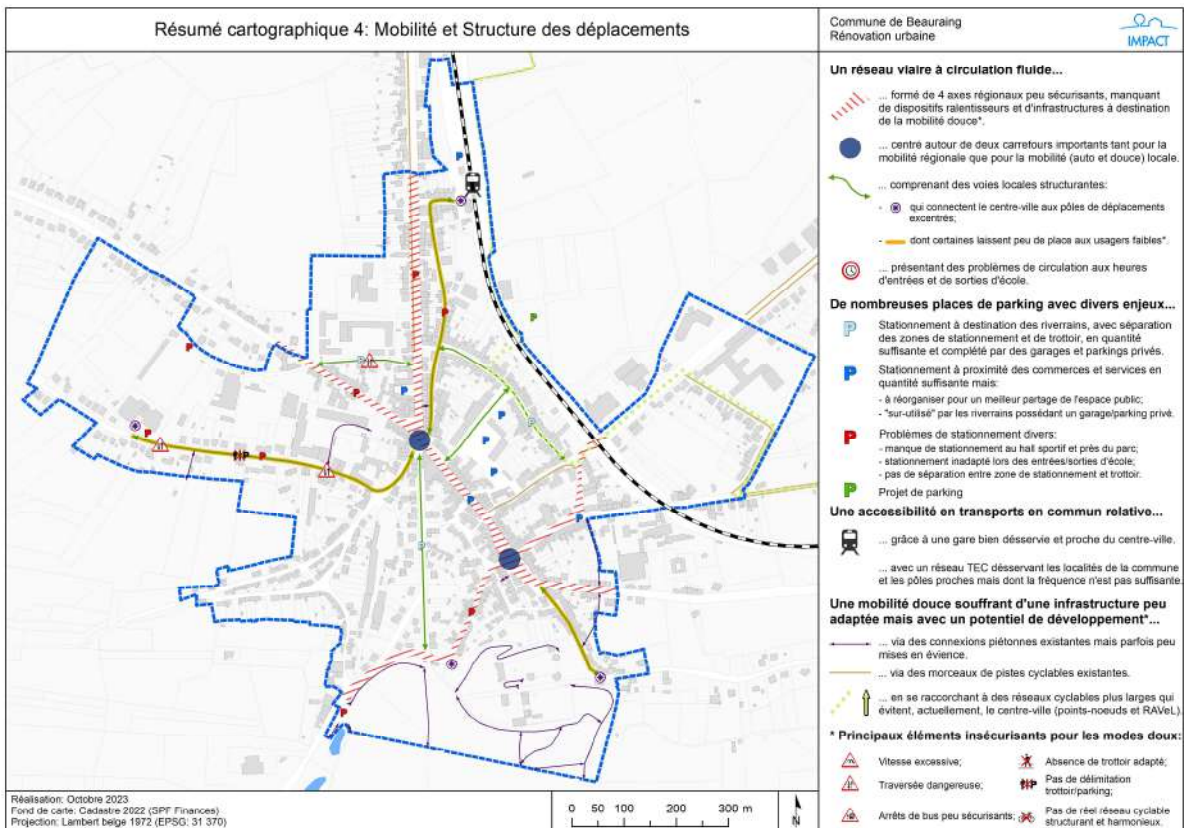 Résumé cartographique 4: Mobilité et Structure des déplacements
Commune de Beauraing
Rénovation urbaine
IMPACT
Un réseau viaire à circulation fluide...
... formé de 4 axes régionaux peu sécurisants, manquant
de dispositifs ralentisseurs et d'infrastructures à destination
de la mobilité douce*.
... centré autour de deux carrefours importants tant pour la
mobilité régionale que pour la mobilité (auto et douce) locale.
... comprenant des voies locales structurantes:
- qui connectent le centre-ville aux pôles de déplacements
excentrés;
- dont certaines laissent peu de place aux usagers faibles*.
... présentant des problèmes de circulation aux heures
d'entrées et de sorties d'école.
De nombreuses places de parking avec divers enjeux...
P Stationnement à destination des riverrains, avec séparation
des zones de stationnement et de trottoir, en quantité
suffisante et complété par des garages et parkings privés.
P Stationnement à proximité des commerces et services en
quantité suffisante mais:
- à réorganiser pour un meilleur partage de l'espace public;
- "sur-utilisé" par les riverrains possédant un garage/parking privé.
P Problèmes de stationnement divers:
- manque de stationnement au hall sportif et près du parc;
- stationnement inadapté lors des entrées/sorties d'école;
- pas de séparation entre zone de stationnement et trottoir.
P Projet de parking
Une accessibilité en transports en commun relative...
... grâce à une gare bien désservie et proche du centre-ville.
... avec un réseau TEC désservant les localités de la commune
et les pôles proches mais dont la fréquence n'est pas suffisante.
Une mobilité douce souffrant d'une infrastructure peu
adaptée mais avec un potentiel de développement*...
... via des connexions piétonnes existantes mais parfois peu
mises en évience.
... via des morceaux de pistes cyclables existantes.
... en se raccorchant à des réseaux cyclables plus larges qui
évitent, actuellement, le centre-ville (points-noeuds et RAVeL).
* Principaux éléments insécurisants pour les modes doux:
Vitesse excessive;
Absence de trottoir adapté;
Traversée dangereuse;
Pas de délimitation
trottoir/parking;
Arrêts de bus peu sécurisants;
Pas de réel réseau cyclable
structurant et harmonieux.
Réalisation: Octobre 2023
Fond de carte: Cadastre 2022 (SPF Finances)
Projection: Lambert belge 1972 (EPSG: 31 370)
0 50 100 200 300 m
N